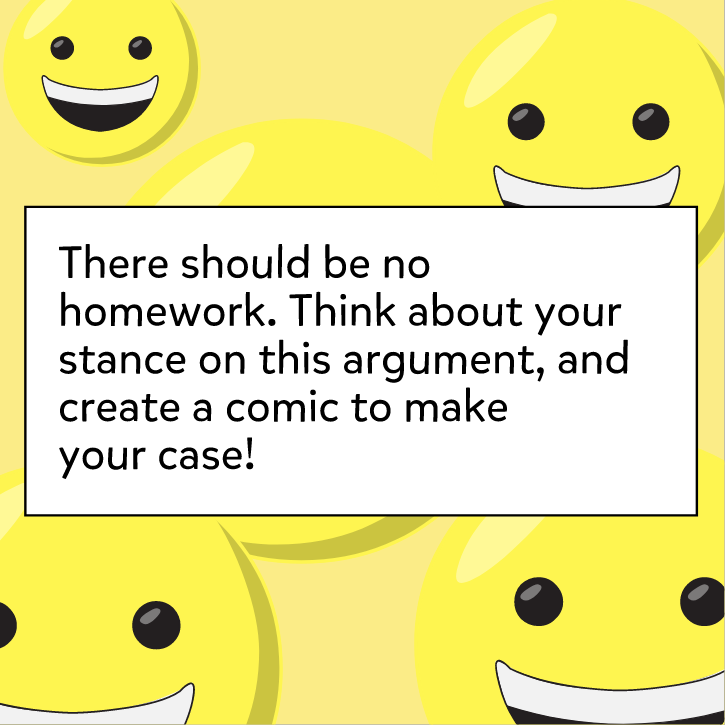 There should be no
homework. Think about your
stance on this argument, and
create a comic to make
your case!